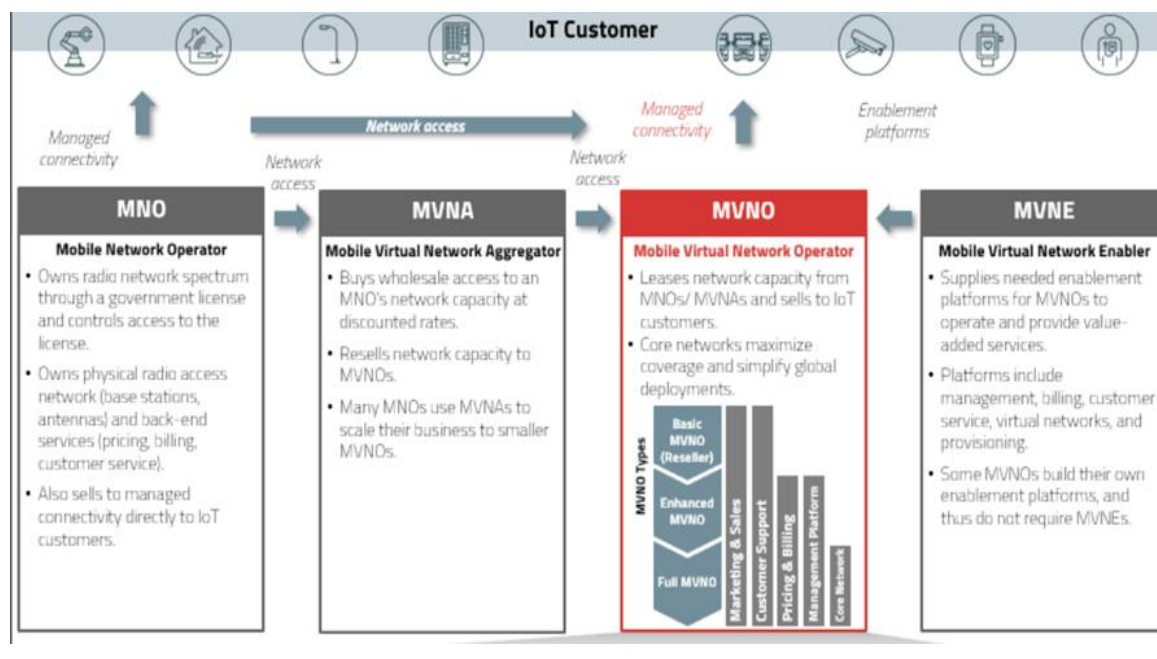 IoT Customer
Managed
connectivity
Network access
Managed
connectivity
Enablement
platforms
Network
access
Network
access
MNO
Mobile Network Operator
• Owns radio network spectrum
through a government license
and controls access to the
license.
• Owns physical radio access
network (base stations,
antennas) and back-end
services (pricing, billing,
customer service).
• Also sells to managed
connectivity directly to IoT
customers.
MVNA
Mobile Virtual Network Aggregator
• Buys wholesale access to an
MNO's network capacity at
discounted rates.
• Resells network capacity to
MVNOs.
• Many MNOs use MVNAs to
scale their business to smaller
MVNOs.
MVNO
Mobile Virtual Network Operator
• Leases network capacity from
MNOs/ MVNAs and sells to IoT
customers.
• Core networks maximize
coverage and simplify global
deployments.
MVNO Types
Basic
MVNO
(Reseller)
Enhanced
MVNO
Full MVNO
Marketing & Sales
Customer Support
Pricing & Billing
Management Platform
Core Network
MVNE
Mobile Virtual Network Enabler
• Supplies needed enablement
platforms for MVNOs to
operate and provide value-
added services.
• Platforms include
management, billing, customer
service, virtual networks, and
provisioning.
• Some MVNOs build their own
enablement platforms, and
thus do not require MVNEs.